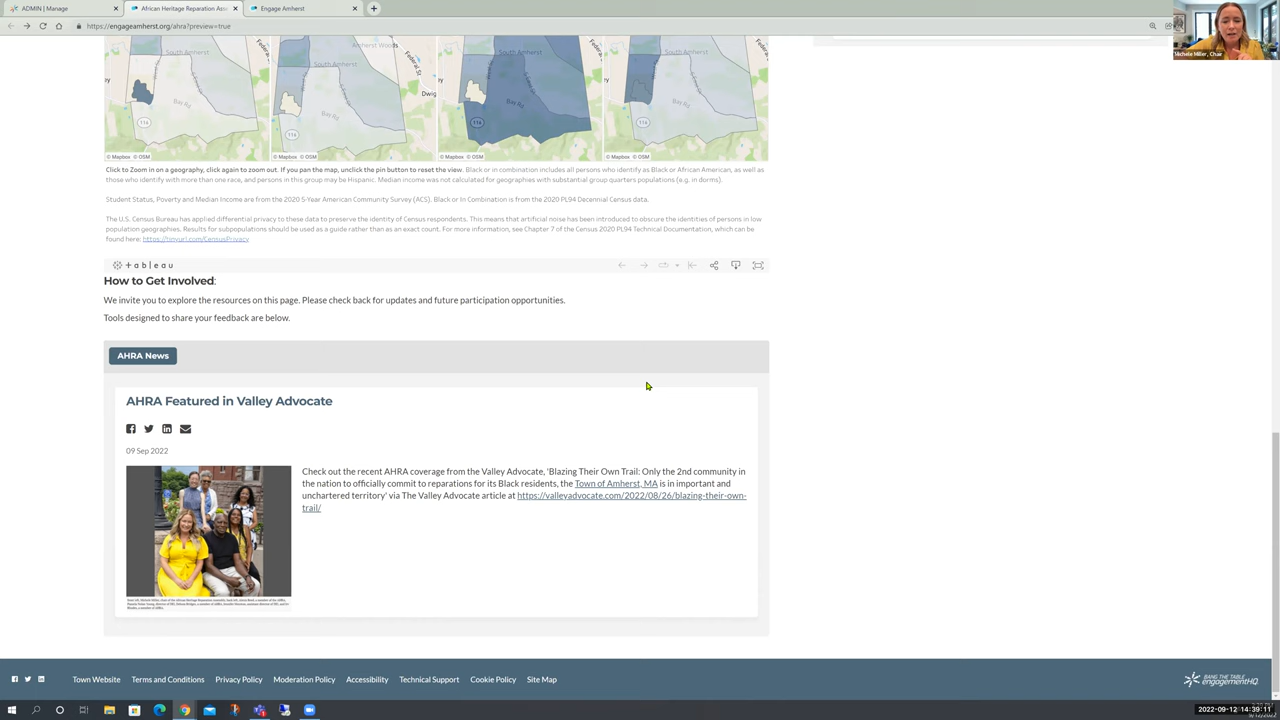 ADMIN | Manage
African Heritage Reparation Ass
Engage Amherst
https://engageamherst.org/ahra?preview=true
Michele Miller, Chair
South Amherst
Amherst Woods
South Amherst
Bay Rd
Bay Rd
Bay Rd
Bay Rd
Dwig
116
116
116
116
© Mapbox © OSM
© Mapbox © OSM
© Mapbox © OSM
© Mapbox © OSM
Click to Zoom in on a geography, click again to zoom out. If you pan the map, unclick the pin button to reset the view. Black or in combination includes all persons who identify as Black or African American, as well as
those who identify with more than one race, and persons in this group may be Hispanic. Median income was not calculated for geographies with substantial group quarters populations (e.g. in dorms).
Student Status, Poverty and Median Income are from the 2020 5-Year American Community Survey (ACS). Black or In Combination is from the 2020 PL94 Decennial Census data.
The U.S. Census Bureau has applied differential privacy to these data to preserve the identity of Census respondents. This means that artificial noise has been introduced to obscure the identities of persons in low
population geographies. Results for subpopulations should be used as a guide rather than as an exact count. For more information, see Chapter 7 of the Census 2020 PL94 Technical Documentation, which can be
found here: https://tinyurl.com/CensusPrivacy
+ableau
How to Get Involved:
We invite you to explore the resources on this page. Please check back for updates and future participation opportunities.
Tools designed to share your feedback are below.
AHRA News
AHRA Featured in Valley Advocate
09 Sep 2022
Check out the recent AHRA coverage from the Valley Advocate, 'Blazing Their Own Trail: Only the 2nd community in
the nation to officially commit to reparations for its Black residents, the Town of Amherst, MA is in important and
unchartered territory' via The Valley Advocate article at https://valleyadvocate.com/2022/08/26/blazing-their-own-
trail/
Town Website Terms and Conditions Privacy Policy Moderation Policy Accessibility Technical Support Cookie Policy Site Map
BANG THE TABLE
engagementHQ.
2022-09-12 14:39:11